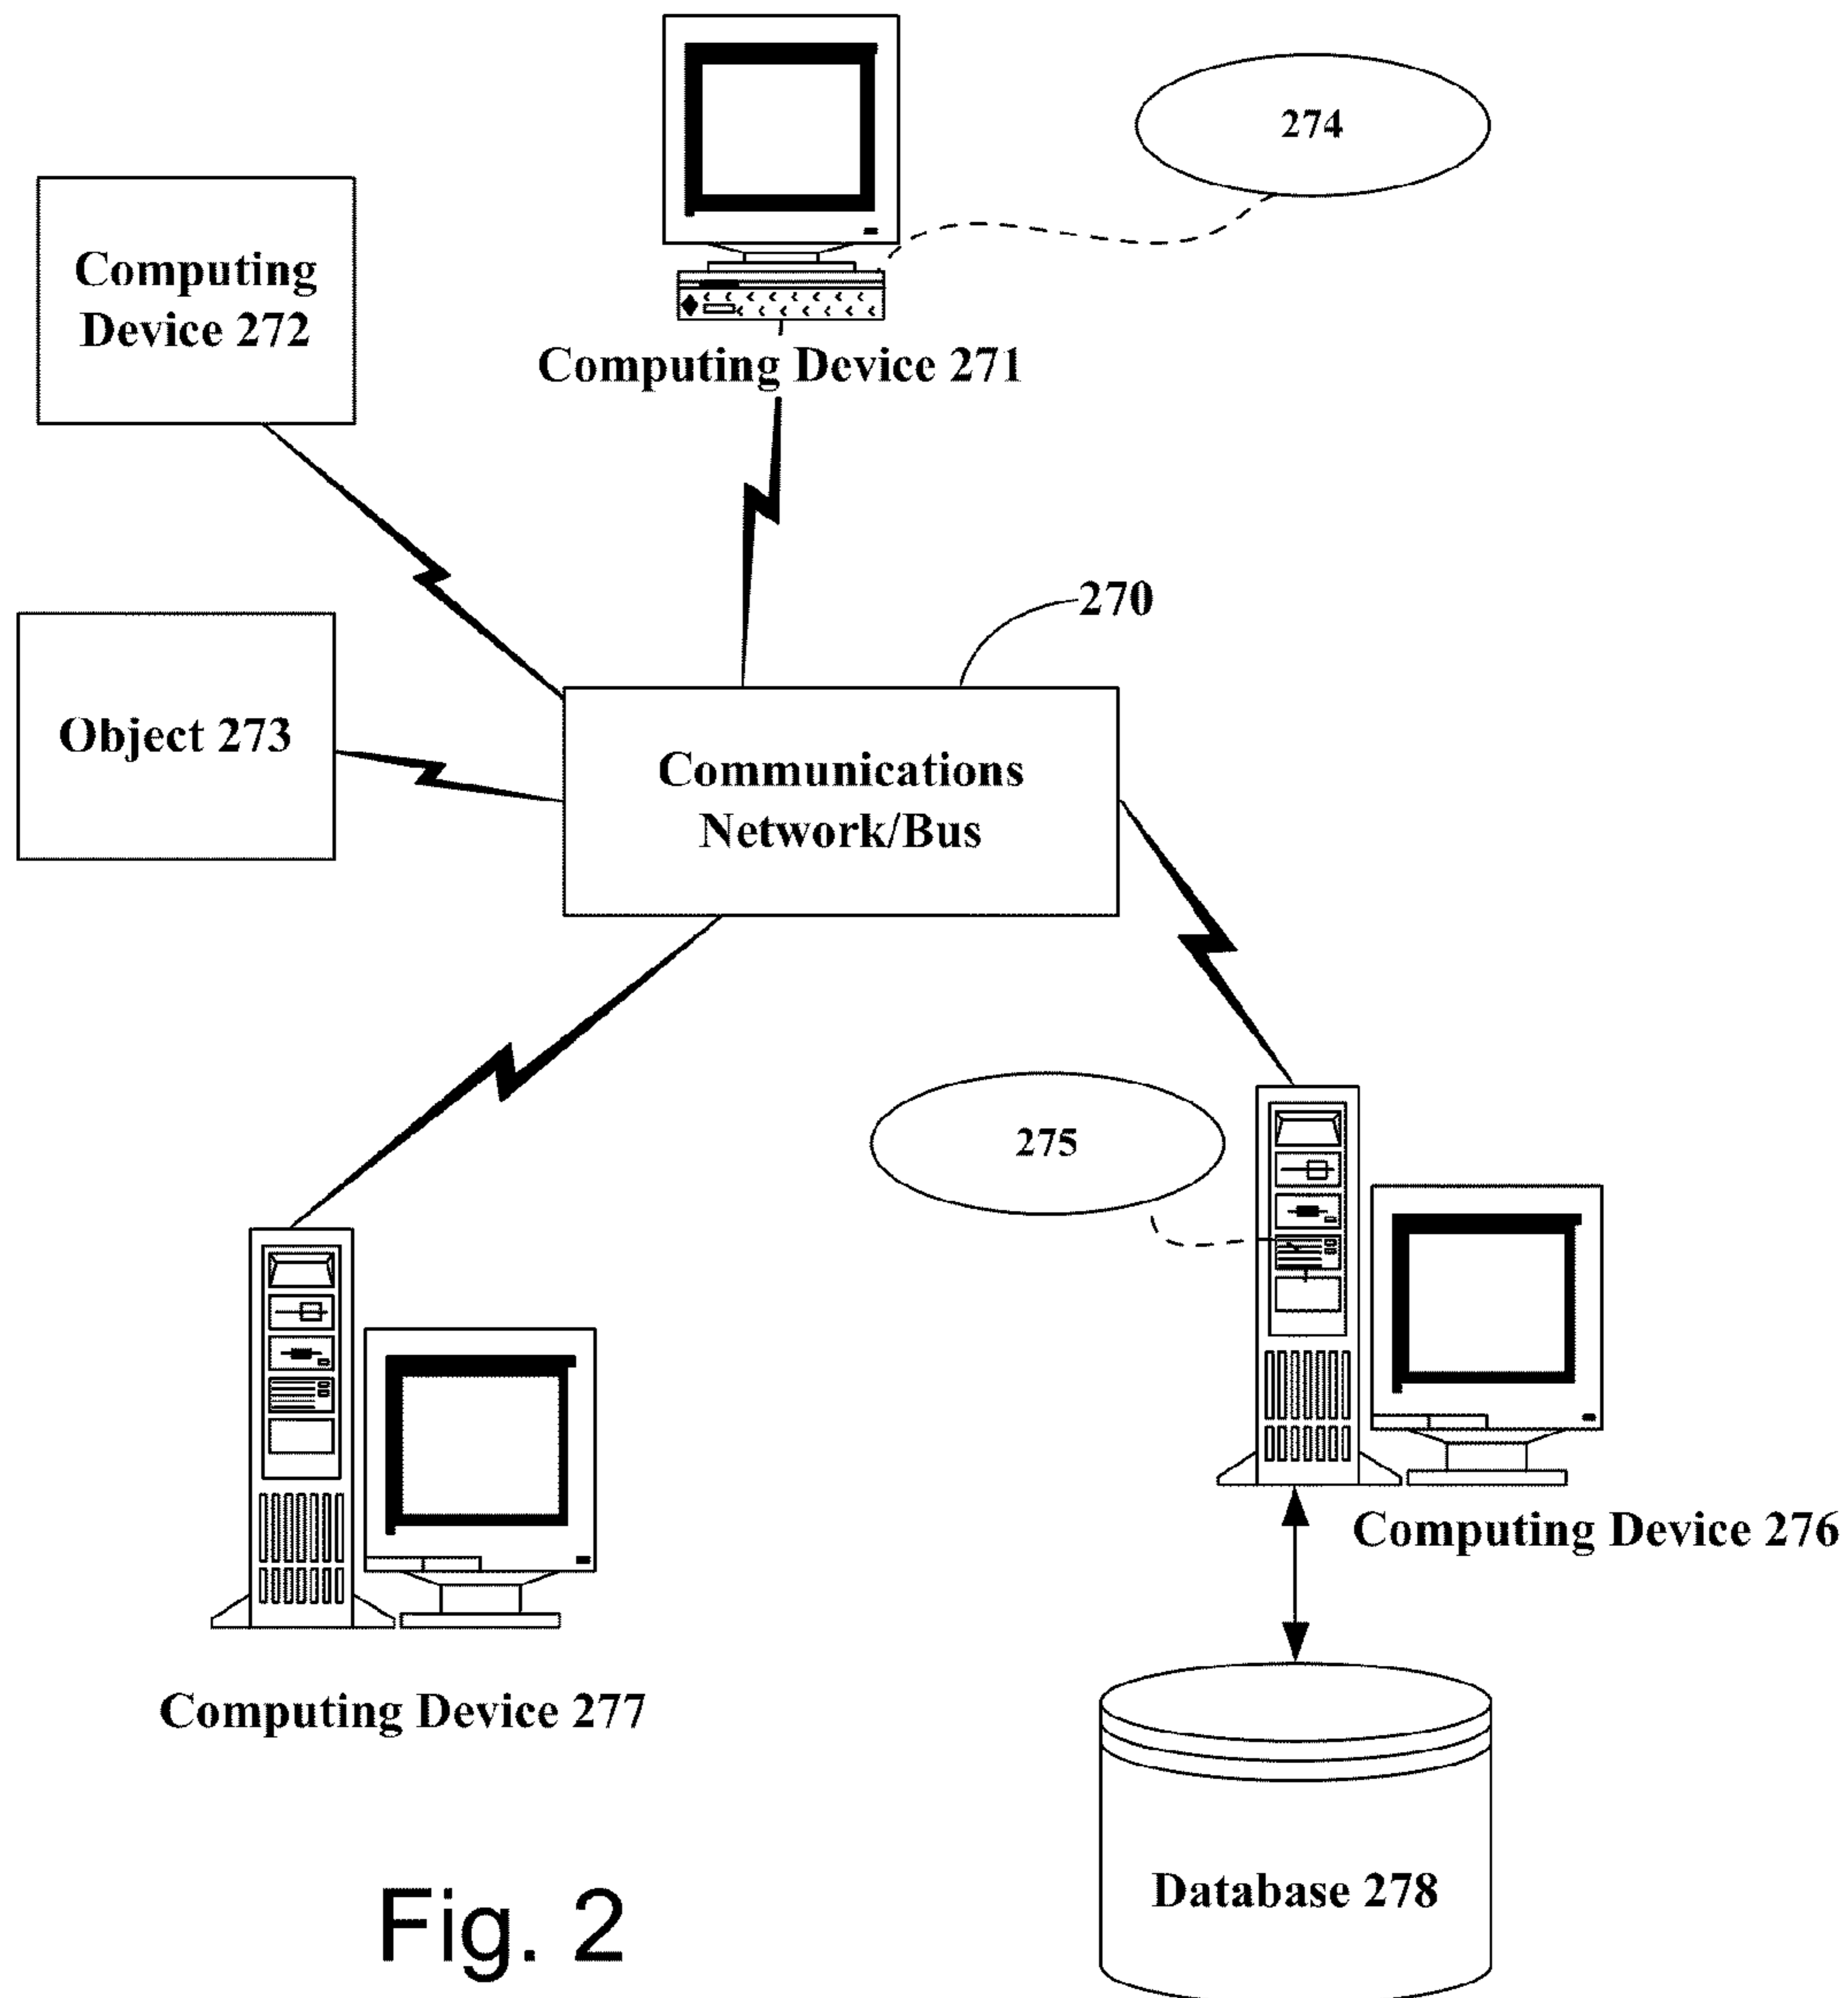 274
Computing
Device 272
Computing Device 271
270
Object 273
Communications
Network/Bus
275
Computing Device 276
Computing Device 277
Database 278
Fig. 2